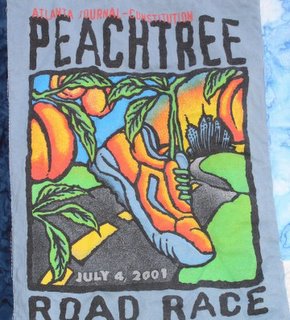 ATLANTA JOURNAL-CONSTITUTION
PEACHTREE
JULY 4, 2001
ROAD RACE